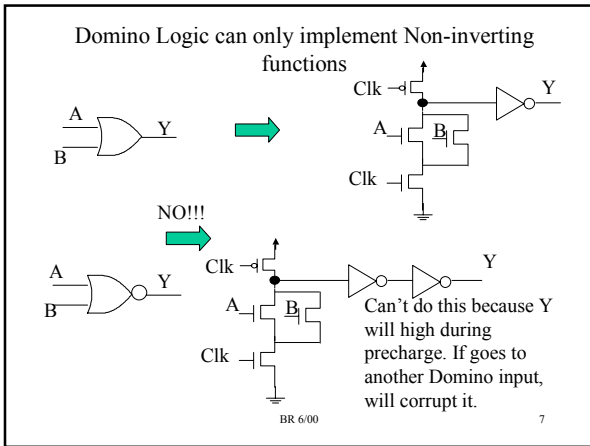 Domino Logic can only implement Non-inverting
functions
A
B
Y
Clk
A
B
Clk
Y
NO!!!
A
B
Y
Clk
A
B
Clk
Y
Can't do this because Y
will high during
precharge. If goes to
another Domino input,
will corrupt it.
BR 6/00
7